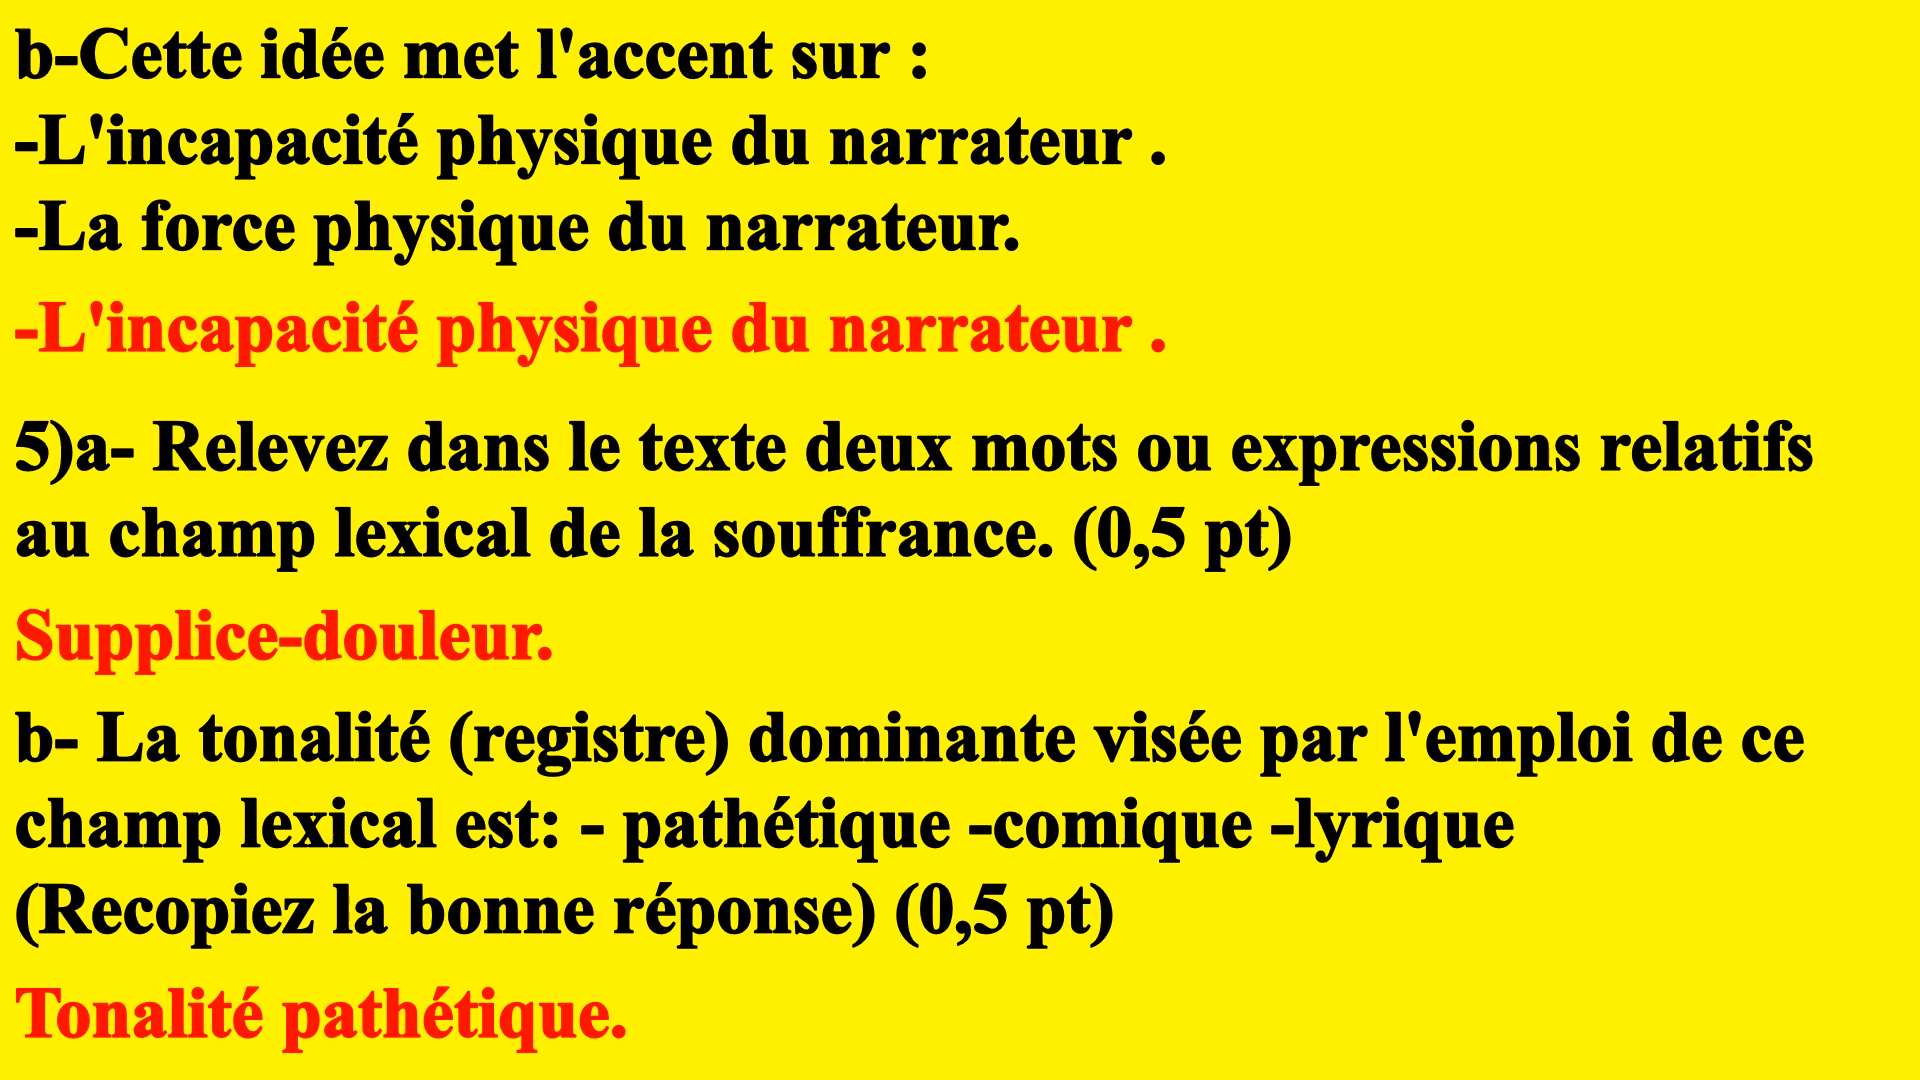 b-Cette idée met l'accent sur :
-L'incapacité physique du narrateur .
-La force physique du narrateur.
-L'incapacité physique du narrateur .
5)a- Relevez dans le texte deux mots ou expressions relatifs
au champ lexical de la souffrance. (0,5 pt)
Supplice-douleur.
b- La tonalité (registre) dominante visée par l'emploi de ce
champ lexical est: - pathétique -comique -lyrique
(Recopiez la bonne réponse) (0,5 pt)
Tonalité pathétique.